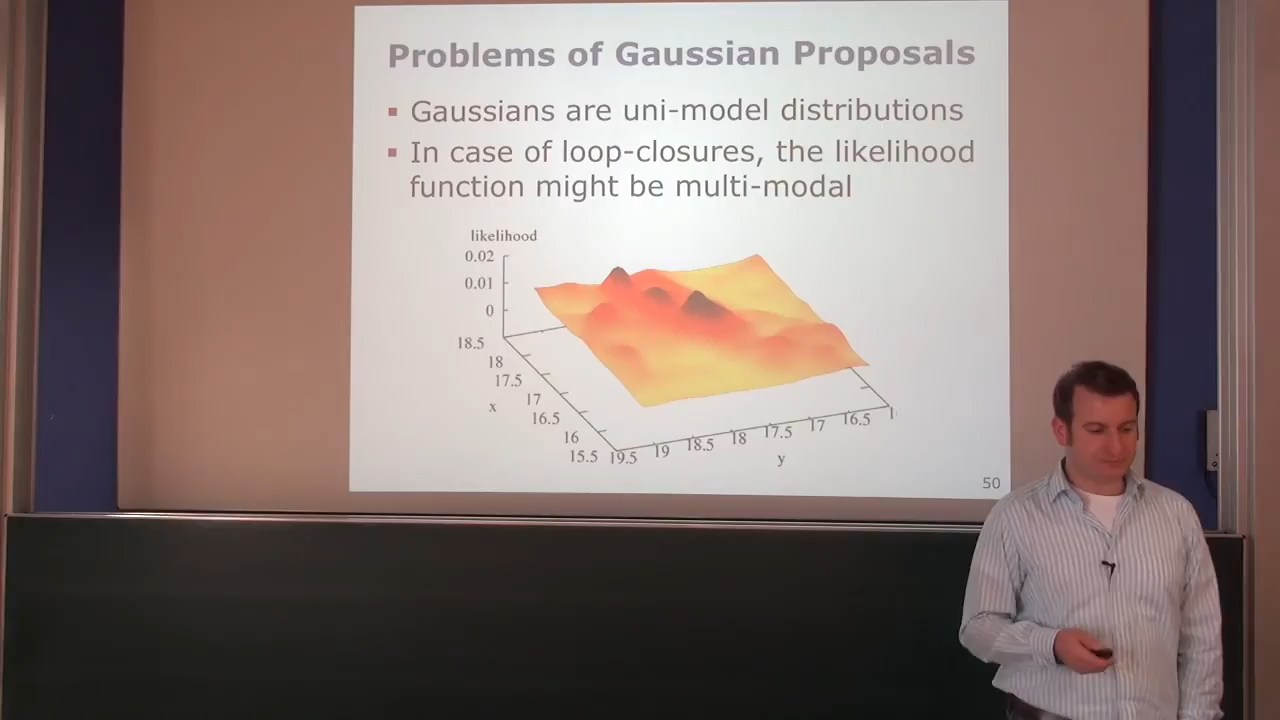 Problems of Gaussian Proposals
▪ Gaussians are uni-model distributions
▪ In case of loop-closures, the likelihood
function might be multi-modal
likelihood
0.02
0.01
0
18.5
18
17.5
17
16.5
16
15.5
x
19.5
19
18.5
18
17.5
17
16.5
y
50